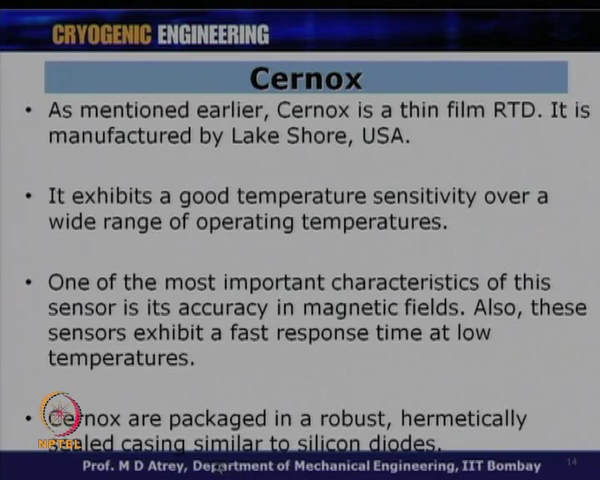 CRYOGENIC ENGINEERING
Cernox
• As mentioned earlier, Cernox is a thin film RTD. It is
manufactured by Lake Shore, USA.
• It exhibits a good temperature sensitivity over a
wide range of operating temperatures.
• One of the most important characteristics of this
sensor is its accuracy in magnetic fields. Also, these
sensors exhibit a fast response time at low
temperatures.
• Cernox are packaged in a robust, hermetically
sealed casing similar to silicon diodes.
NPTEL
Prof. M D Atrey, Department of Mechanical Engineering, IIT Bombay
14